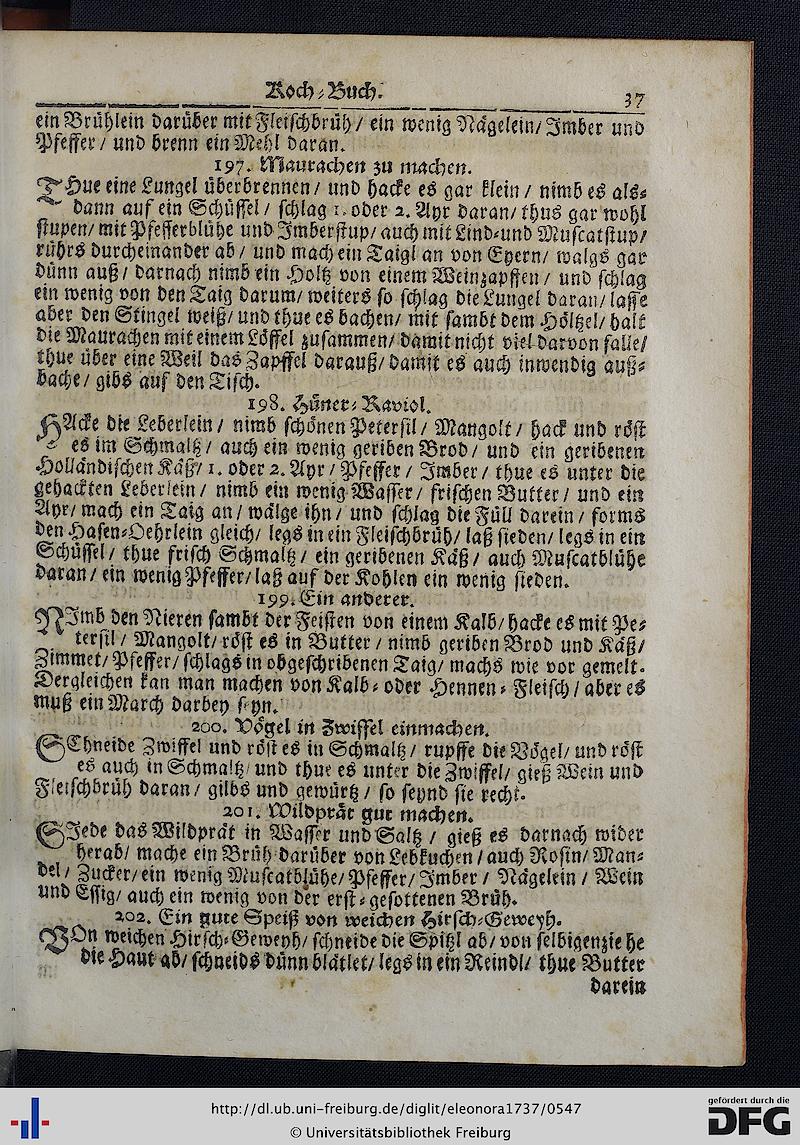 Koch-Buch. 37
ein Brühlein darüber mit Fleischbrüh / ein wenig Nägelein / Imber und
Pfeffer / und brenn ein Mehl daran.
197. Maurachen zu machen.
THue eine Lungel überbrennen / und hacke es gar klein / nimb es als-
dann auf ein Schüssel / schlag 1. oder 2. Ayr daran / thus gar wohl
stupen / mit Pfefferblühe und Imberstup / auch mit Lind- und Muscatstup /
rührs durcheinander ab / und mach ein Taigl an von Eyern / walgs gar
dünn auß / darnach nimb ein Holtz von einem Weinzapffen / und schlag
ein wenig von den Taig darum / weiters so schlag die Lungel daran / lasse
aber den Stingel weiß / und thue es bachen / mit sambt dem Höltzel / halt
die Maurachen mit einem Löffel zusammen / damit nicht viel darvon falle /
thue über eine Weil das Zapffel darauß / damit es auch inwendig auß-
bache / gibs auf den Tisch.
198. Hüner-Raviol.
HAcke die Leberlein / nimb schönen Petersil / Mangolt / hack und röst
es im Schmaltz / auch ein wenig geriben Brod / und ein geribenen
Holländischen Käß / 1. oder 2. Ayr / Pfeffer / Imber / thue es unter die
gehackten Leberlein / nimb ein wenig Wasser / frischen Butter / und ein
Ayr / mach ein Taig an / wälge ihn / und schlag die Füll darein / forms
den Hasen-Oehrlein gleich / legs in ein Fleischbrüh / laß sieden / legs in ein
Schüssel / thue frisch Schmaltz / ein geribenen Käß / auch Muscatblühe
daran / ein wenig Pfeffer / laß auf der Kohlen ein wenig sieden.
199. Ein anderer.
NImb den Nieren sambt der Feisten von einem Kalb / hacke es mit Pe-
tersil / Mangolt / röst es in Butter / nimb geriben Brod und Käß /
Zimmet / Pfeffer / schlags in obgeschribenen Taig / machs wie vor gemelt.
Dergleichen kan man machen von Kalb- oder Hennen-Fleisch / aber es
muß ein March darbey seyn.
200. Vögel in Zwiffel einmachen.
SChneide Zwiffel und röst es in Schmaltz / rupffe die Vögel / und röst
es auch in Schmaltz / und thue es unter die Zwiffel / gieß Wein und
Fleischbrüh daran / gilbs und gewürtz / so seynd sie recht.
201. Wildprät gut machen.
SIede das Wildprät in Wasser und Saltz / gieß es darnach wider
herab / mache ein Brüh darüber von Lebkuchen / auch Rosin / Man-
del / Zucker / ein wenig Muscatblühe / Pfeffer / Imber / Nägelein / Wein
und Essig / auch ein wenig von der erst-gesottenen Brüh.
202. Ein gute Speiß von weichen Hirsch-Geweyh.
VOn weichen Hirsch-Geweyh / schneide die Spitzl ab / von selbigen ziehe
die Haut ab / schneids dünn blätlet / legs in ein Reindl / thue Butter
darein
http://dl.ub.uni-freiburg.de/diglit/eleonora1737/0547
© Universitätsbibliothek Freiburg
gefördert durch die
DFG